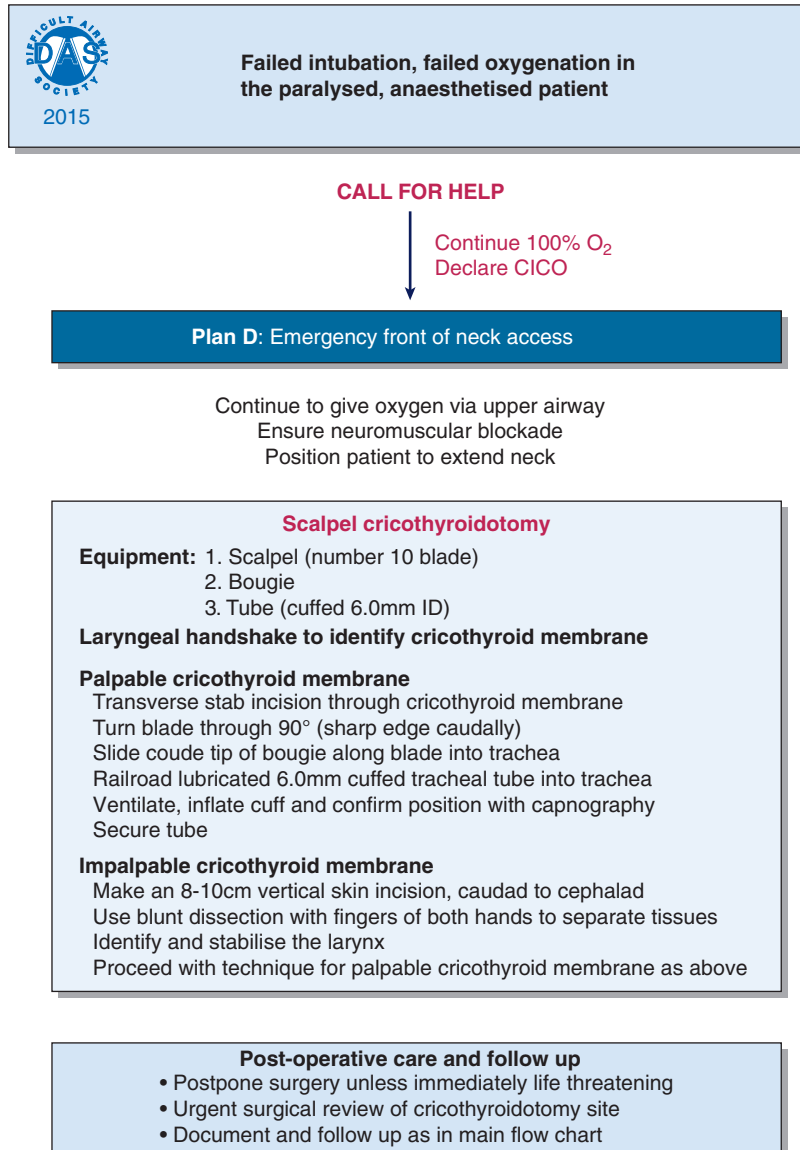 DIFFICULT AIRWAY
DAS
SOCIETY
2015
Failed intubation, failed oxygenation in
the paralysed, anaesthetised patient
CALL FOR HELP
Continue 100% O₂
Declare CICO
Plan D: Emergency front of neck access
Continue to give oxygen via upper airway
Ensure neuromuscular blockade
Position patient to extend neck
Scalpel cricothyroidotomy
Equipment: 1. Scalpel (number 10 blade)
2. Bougie
3. Tube (cuffed 6.0mm ID)
Laryngeal handshake to identify cricothyroid membrane
Palpable cricothyroid membrane
Transverse stab incision through cricothyroid membrane
Turn blade through 90° (sharp edge caudally)
Slide coude tip of bougie along blade into trachea
Railroad lubricated 6.0mm cuffed tracheal tube into trachea
Ventilate, inflate cuff and confirm position with capnography
Secure tube
Impalpable cricothyroid membrane
Make an 8-10cm vertical skin incision, caudad to cephalad
Use blunt dissection with fingers of both hands to separate tissues
Identify and stabilise the larynx
Proceed with technique for palpable cricothyroid membrane as above
Post-operative care and follow up
• Postpone surgery unless immediately life threatening
• Urgent surgical review of cricothyroidotomy site
• Document and follow up as in main flow chart